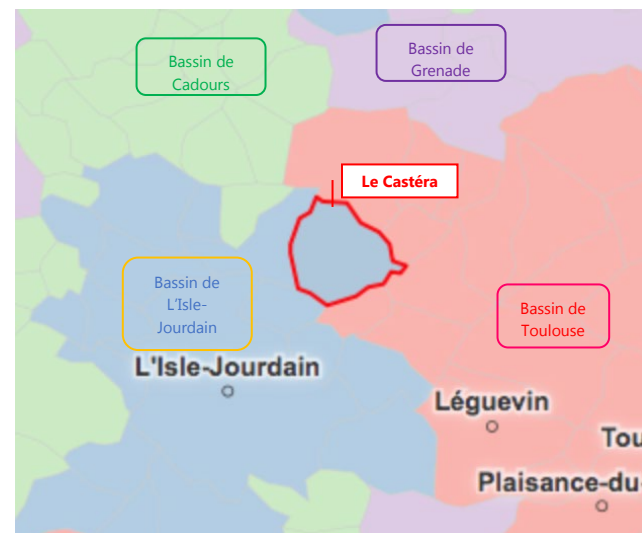 Bassin de
Cadours
Bassin de
Grenade
Le Castéra
Bassin de
L'Isle-
Jourdain
Bassin de
Toulouse
L'Isle-Jourdain
Léguevin
Tou
Plaisance-du-